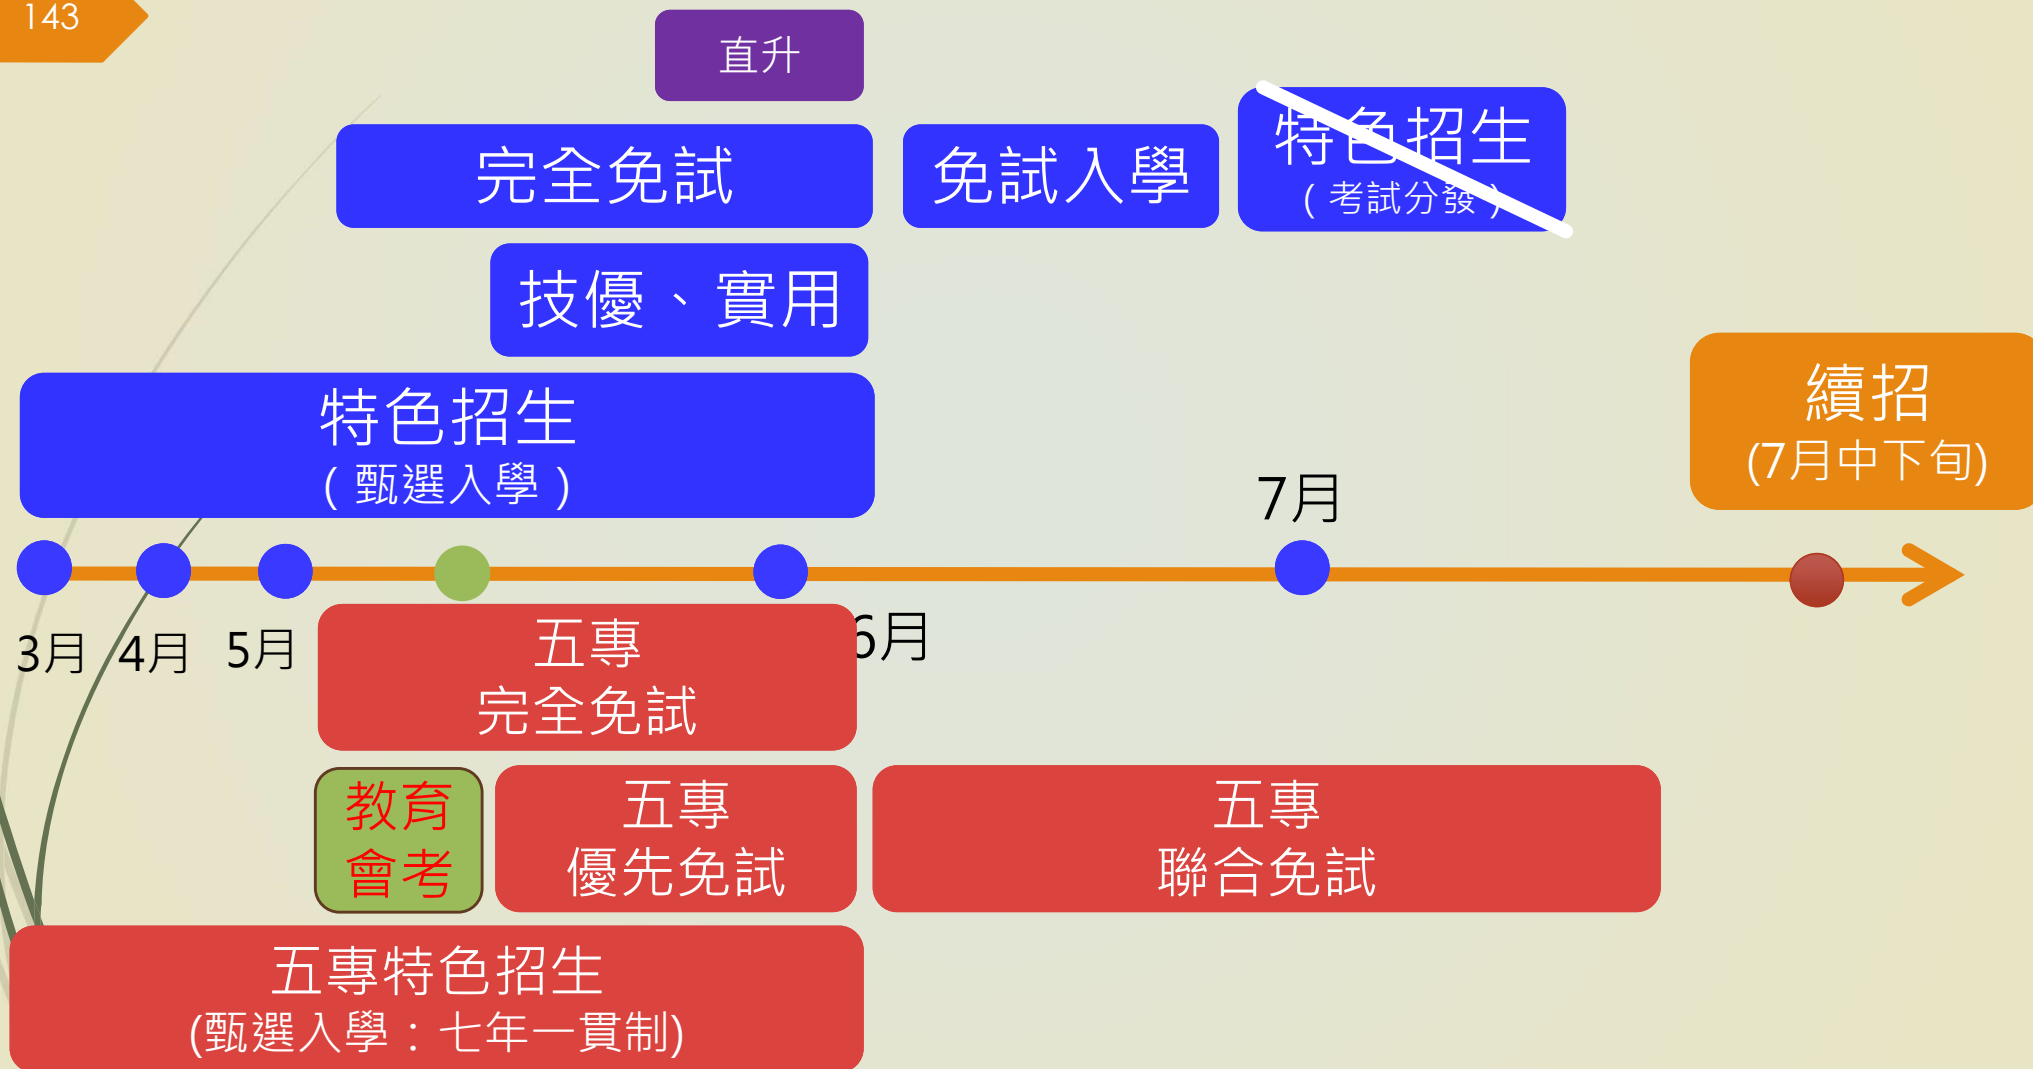 143
直升
完全免試
免試入學
特色招生
(考試分發)
技優、實用
特色招生
(甄選入學)
續招
(7月中下旬)
7月
3月
4月
5月
6月
五專
完全免試
教育
會考
五專
優先免試
五專
聯合免試
五專特色招生
(甄選入學：七年一貫制)